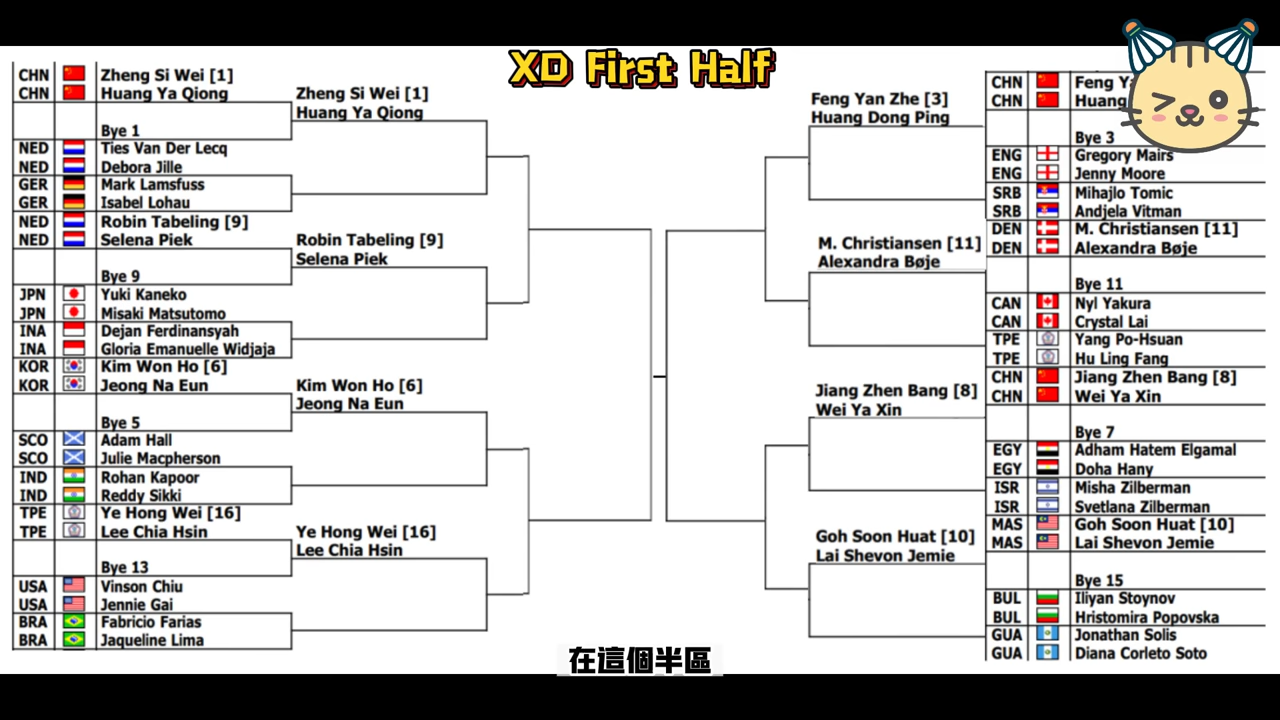 XD First Half
CHN Zheng Si Wei [1]
CHN Huang Ya Qiong
Bye 1
NED Ties Van Der Lecq
NED Debora Jille
GER Mark Lamsfuss
GER Isabel Lohau
NED Robin Tabeling [9]
NED Selena Piek
Bye 9
JPN Yuki Kaneko
JPN Misaki Matsutomo
INA Dejan Ferdinansyah
INA Gloria Emanuelle Widjaja
KOR Kim Won Ho [6]
KOR Jeong Na Eun
Bye 5
SCO Adam Hall
SCO Julie Macpherson
IND Rohan Kapoor
IND Reddy Sikki
TPE Ye Hong Wei [16]
TPE Lee Chia Hsin
Bye 13
USA Vinson Chiu
USA Jennie Gai
BRA Fabricio Farias
BRA Jaqueline Lima
Zheng Si Wei [1]
Huang Ya Qiong
Robin Tabeling [9]
Selena Piek
Kim Won Ho [6]
Jeong Na Eun
Ye Hong Wei [16]
Lee Chia Hsin
Feng Yan Zhe [3]
Huang Dong Ping
M. Christiansen [11]
Alexandra Bøje
Jiang Zhen Bang [8]
Wei Ya Xin
Goh Soon Huat [10]
Lai Shevon Jemie
CHN Feng
CHN Huang
Bye 3
ENG Gregory Mairs
ENG Jenny Moore
SRB Mihajlo Tomic
SRB Andjela Vitman
DEN M. Christiansen [11]
DEN Alexandra Bøje
Bye 11
CAN Nyl Yakura
CAN Crystal Lai
TPE Yang Po-Hsuan
TPE Hu Ling Fang
CHN Jiang Zhen Bang [8]
CHN Wei Ya Xin
Bye 7
EGY Adham Hatem Elgamal
EGY Doha Hany
ISR Misha Zilberman
ISR Svetlana Zilberman
MAS Goh Soon Huat [10]
MAS Lai Shevon Jemie
Bye 15
BUL Iliyan Stoynov
BUL Hristomira Popovska
GUA Jonathan Solis
GUA Diana Corleto Soto
在這個半區